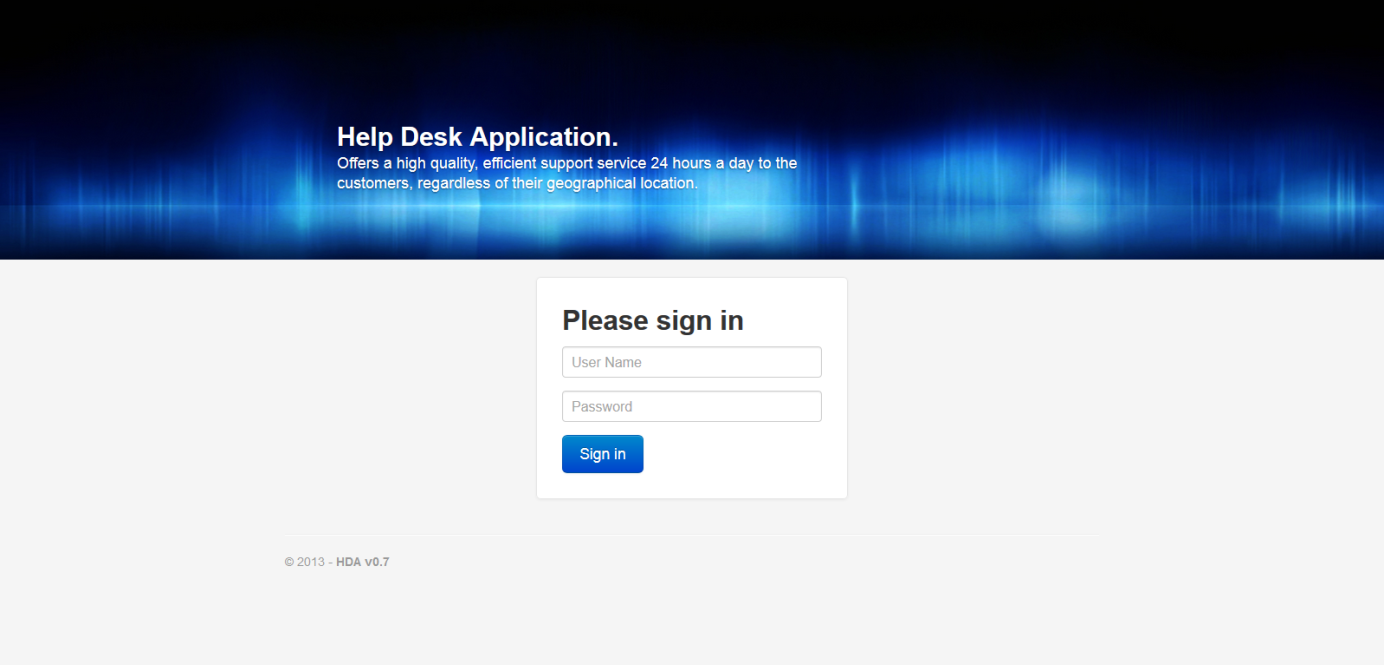 Help Desk Application.
Offers a high quality, efficient support service 24 hours a day to the
customers, regardless of their geographical location.
Please sign in
User Name
Password
Sign in
© 2013 - HDA v0.7